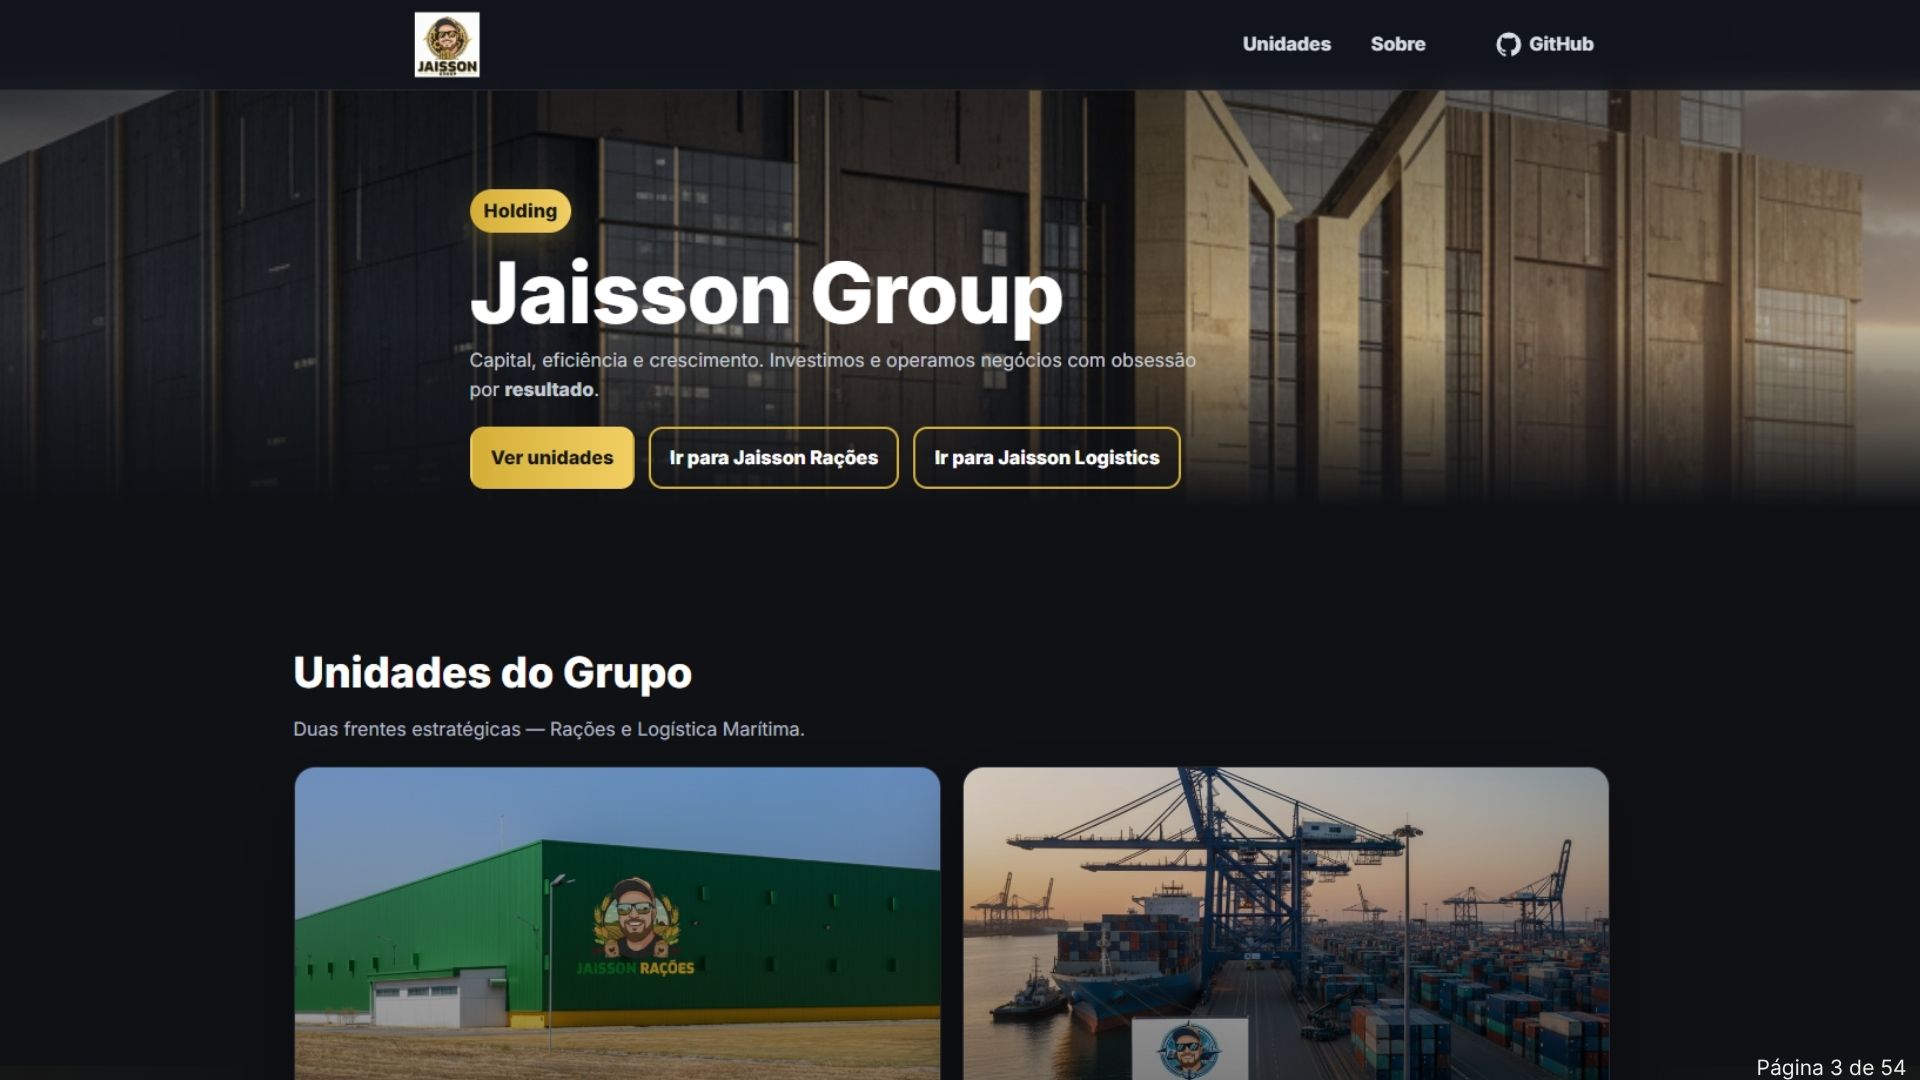 JAISSON
GROUP
Unidades
Sobre
GitHub
Holding
Jaisson Group
Capital, eficiência e crescimento. Investimos e operamos negócios com obsessão
por resultado.
Ver unidades
Ir para Jaisson Rações
Ir para Jaisson Logistics
Unidades do Grupo
Duas frentes estratégicas — Rações e Logística Marítima.
JAISSON RAÇÕES
Página 3 de 54